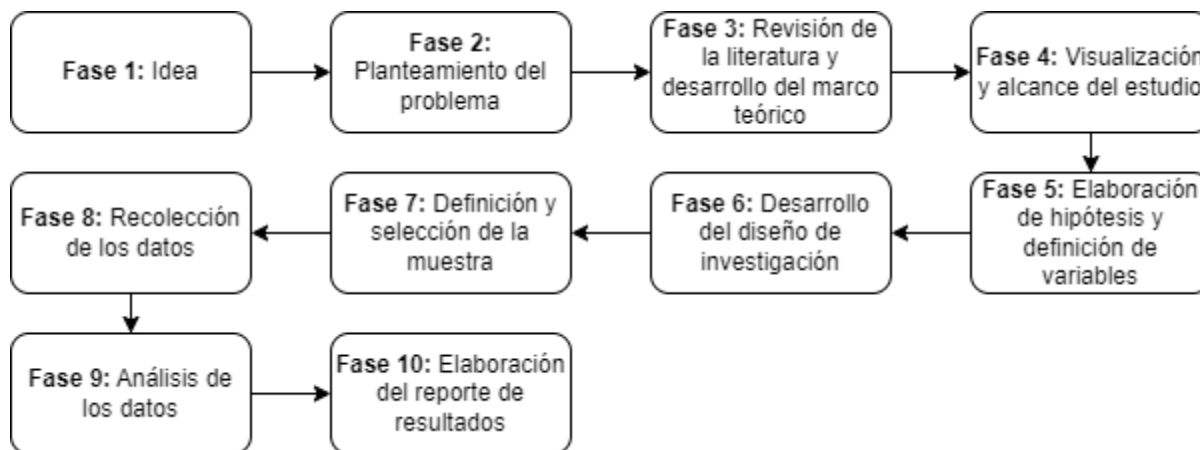 Fase 1: Idea
Fase 2:
Planteamiento del
problema
Fase 3: Revisión de
la literatura y
desarrollo del marco
teórico
Fase 4: Visualización
y alcance del estudio
Fase 5: Elaboración
de hipótesis y
definición de
variables
Fase 6: Desarrollo
del diseño de
investigación
Fase 7: Definición y
selección de la
muestra
Fase 8: Recolección
de los datos
Fase 9: Análisis de
los datos
Fase 10: Elaboración
del reporte de
resultados